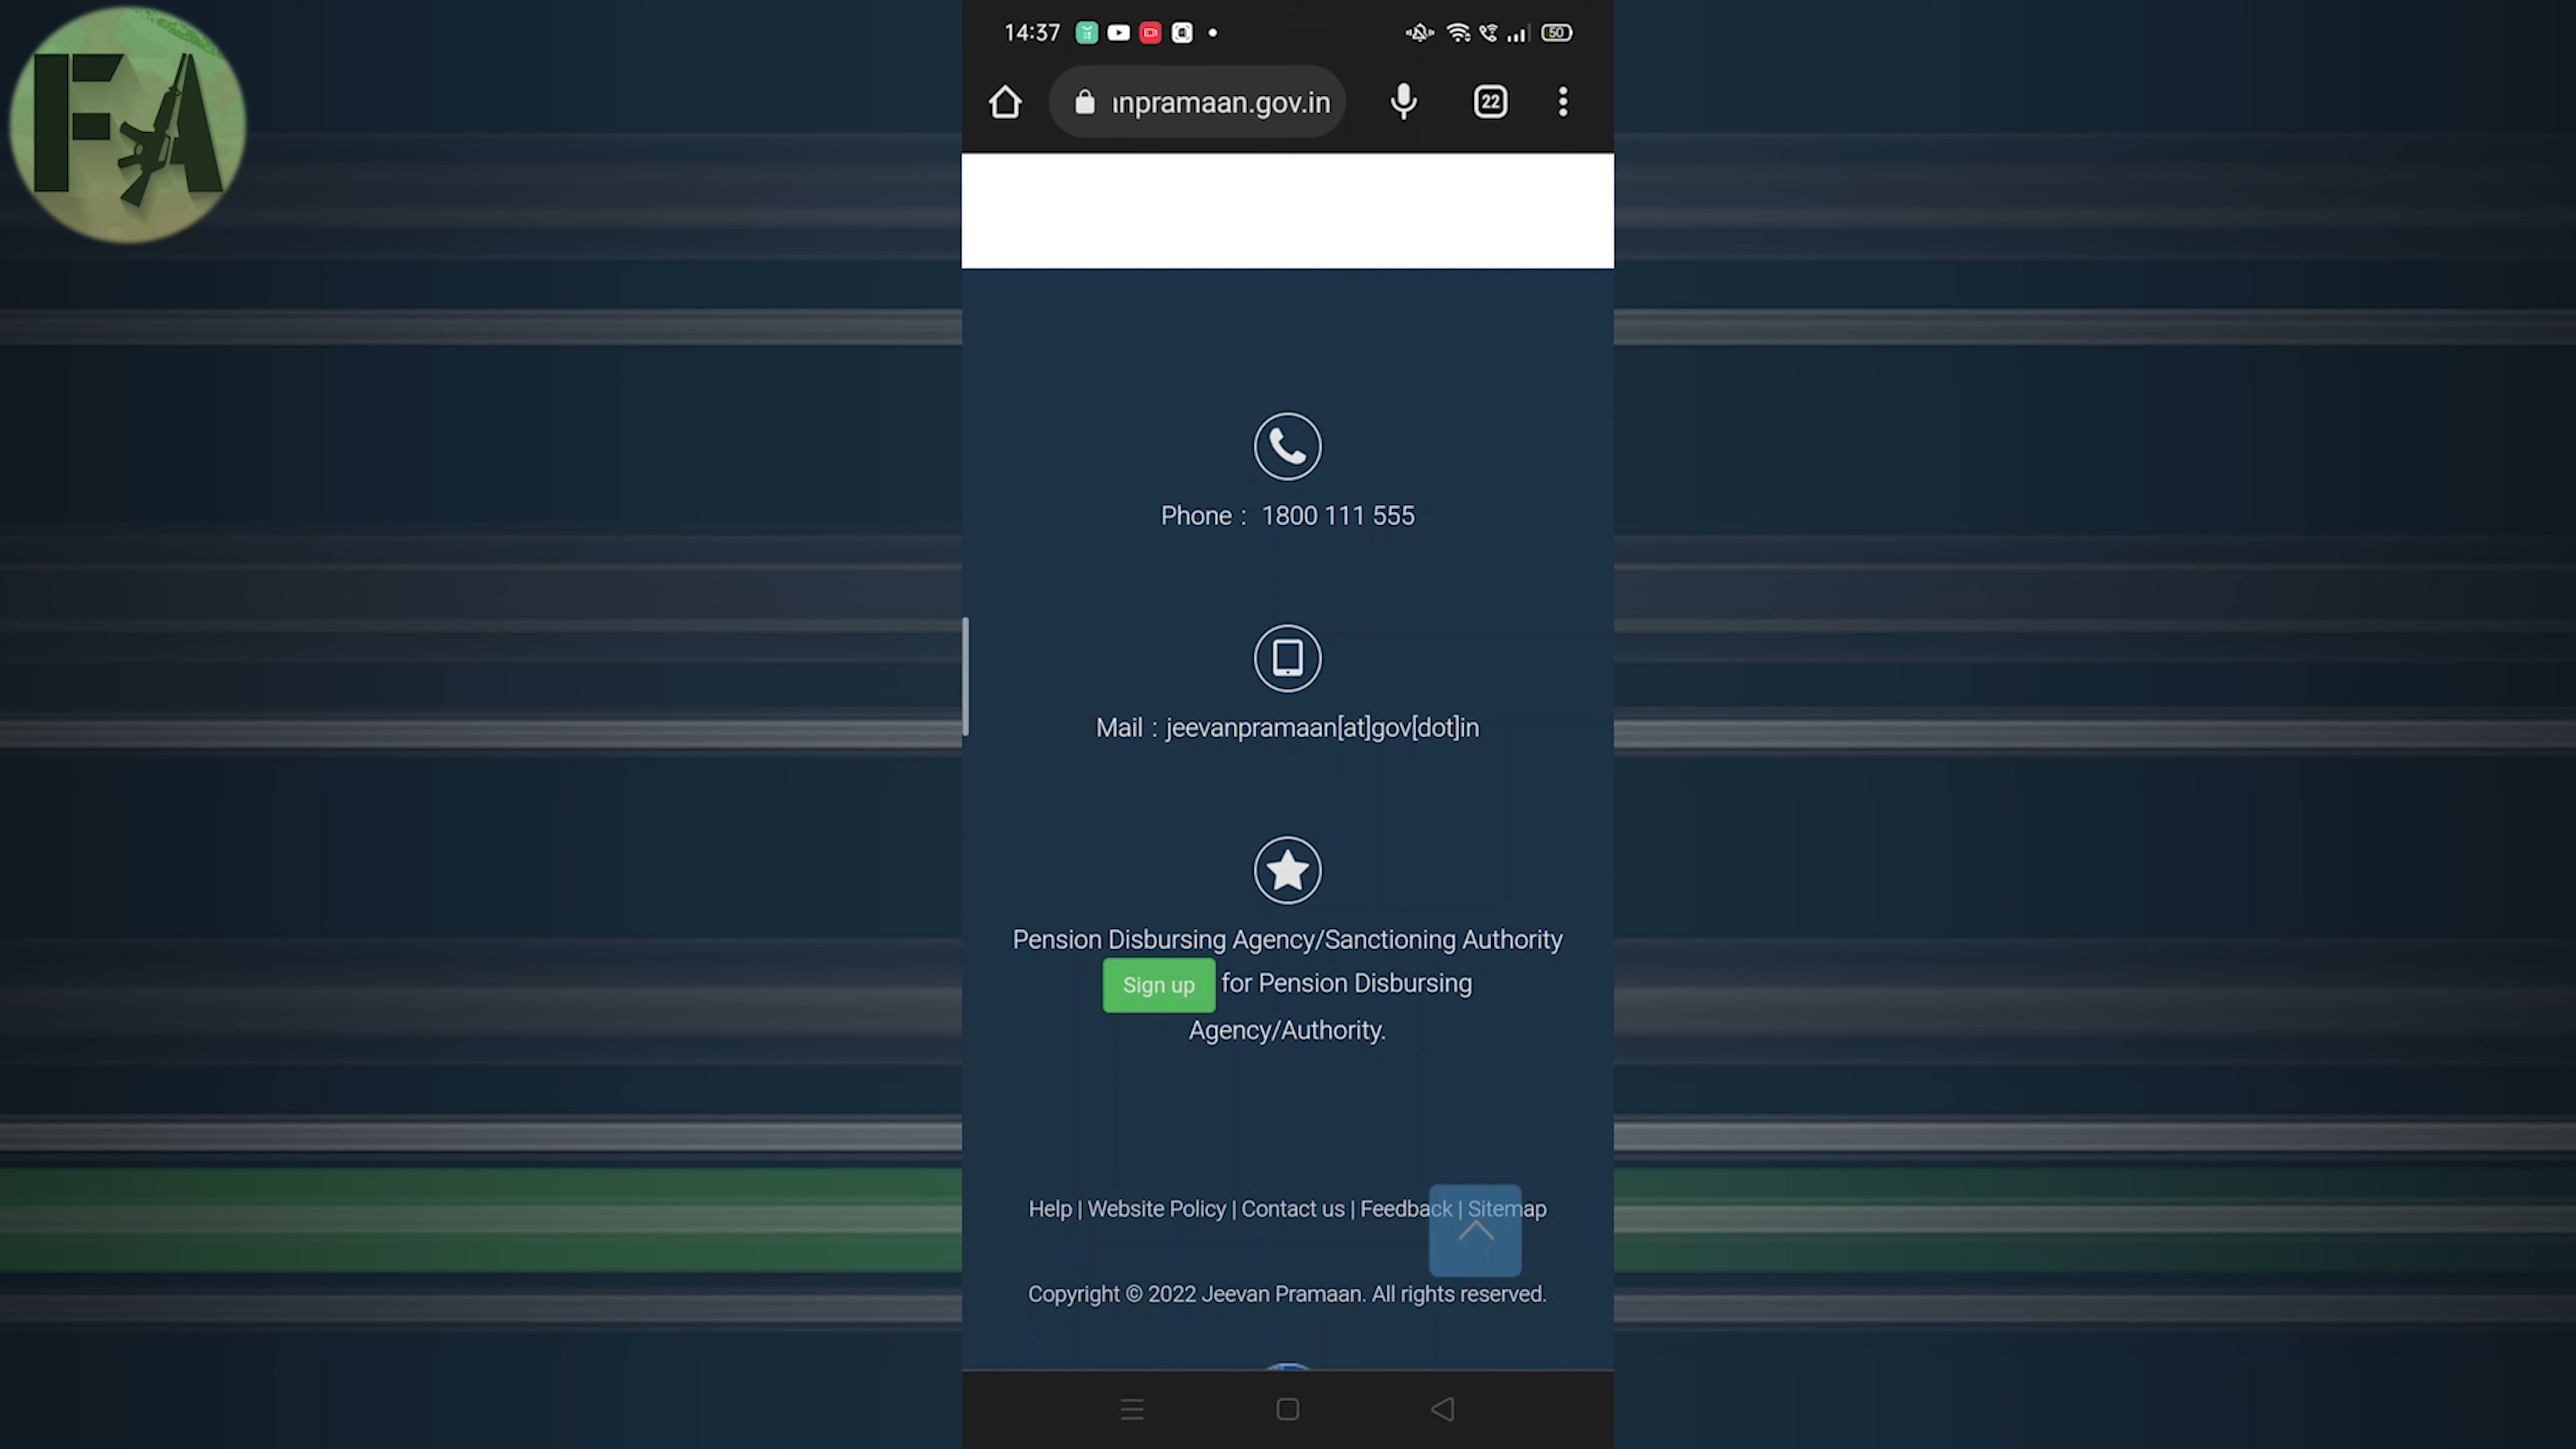 FA
14:37
50
ınpramaan.gov.in
22
Phone : 1800 111 555
Mail : jeevanpramaan[at]gov[dot]in
Pension Disbursing Agency/Sanctioning Authority
Sign up for Pension Disbursing
Agency/Authority.
Help | Website Policy | Contact us | Feedback | Sitemap
Copyright © 2022 Jeevan Pramaan. All rights reserved.